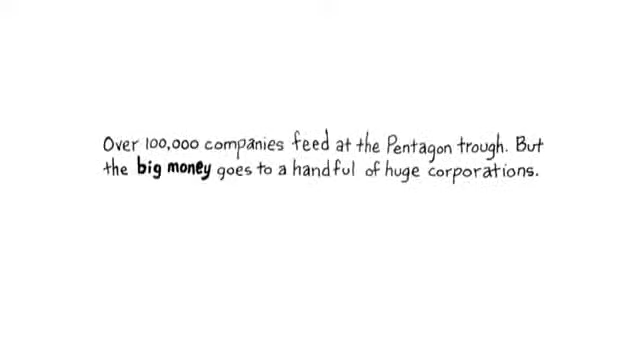 Over 100,000 companies feed at the Pentagon trough. But
the big money goes to a handful of huge corporations.